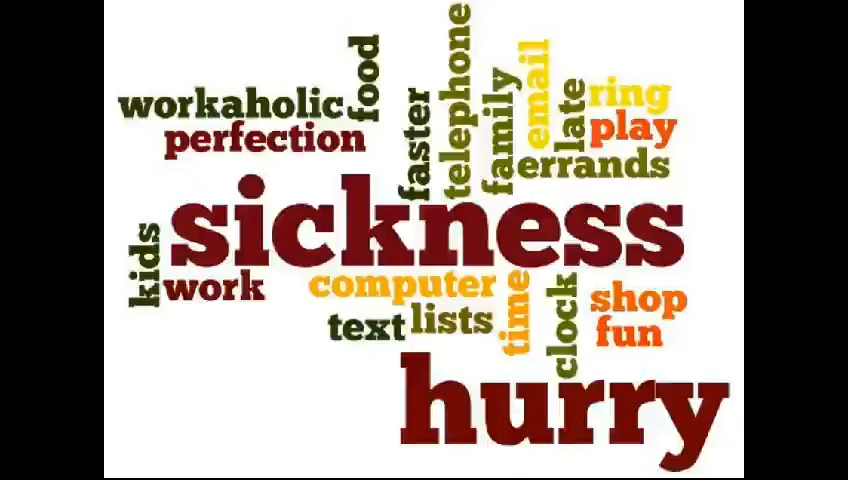 food
telephone
email
workaholic
faster
family
late
ring
perfection
play
errands
sickness
kids
work
computer
time
clock
shop
text
lists
fun
hurry